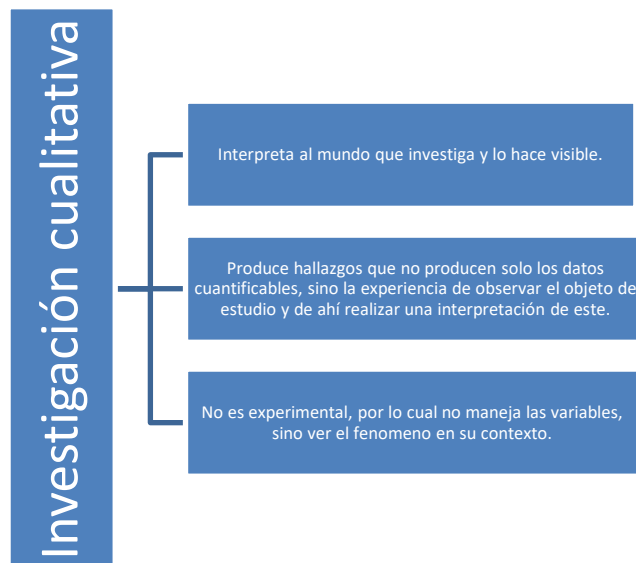 Investigación cualitativa
Interpreta al mundo que investiga y lo hace visible.
Produce hallazgos que no producen solo los datos
cuantificables, sino la experiencia de observar el objeto de
estudio y de ahí realizar una interpretación de este.
No es experimental, por lo cual no maneja las variables,
sino ver el fenomeno en su contexto.